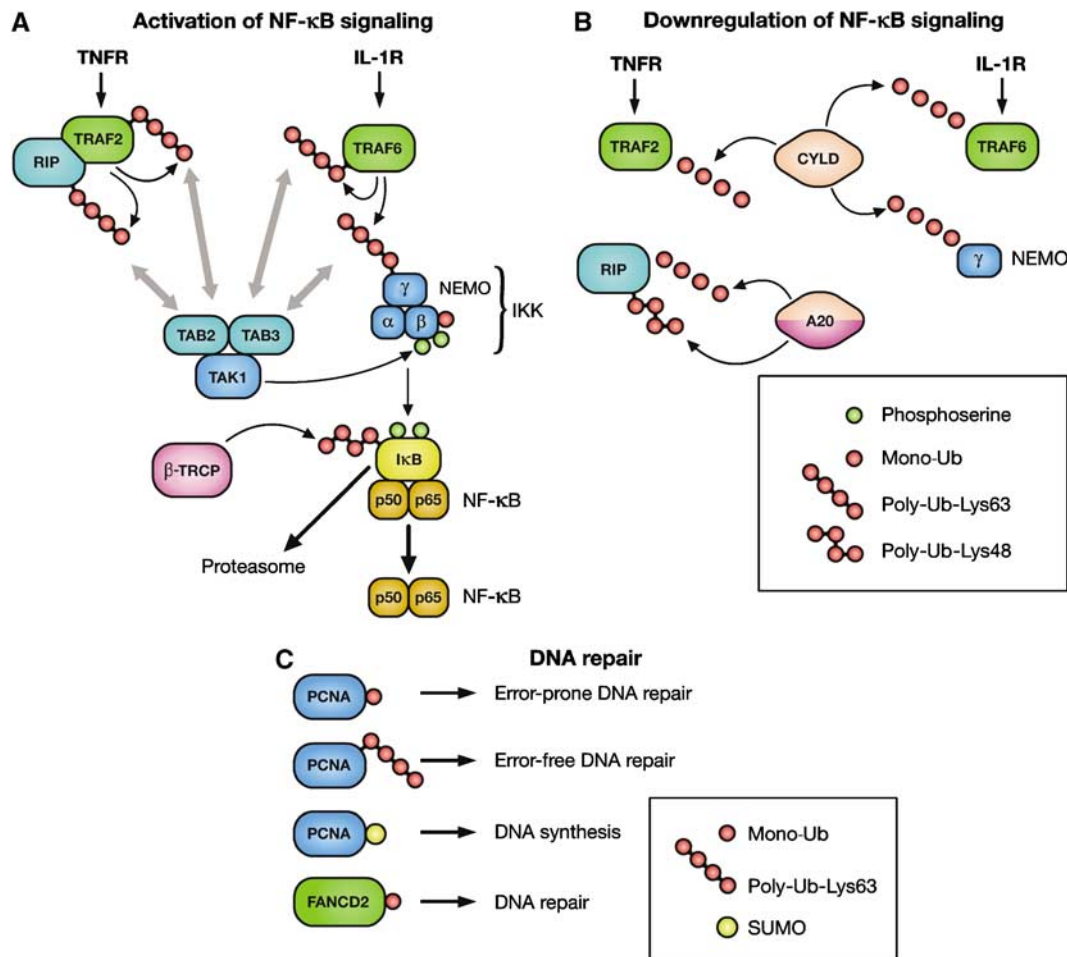 A
Activation of NF-κB signaling
TNFR
IL-1R
TRAF2
RIP
TRAF6
NEMO
γ
α
β
IKK
TAB2
TAB3
TAK1
β-TRCP
IκB
p50
p65
NF-κB
Proteasome
p50
p65
NF-κB
B
Downregulation of NF-κB signaling
TNFR
IL-1R
TRAF2
CYLD
TRAF6
γ
NEMO
RIP
A20
Phosphoserine
Mono-Ub
Poly-Ub-Lys63
Poly-Ub-Lys48
C
DNA repair
PCNA
Error-prone DNA repair
PCNA
Error-free DNA repair
PCNA
DNA synthesis
FANCD2
DNA repair
Mono-Ub
Poly-Ub-Lys63
SUMO